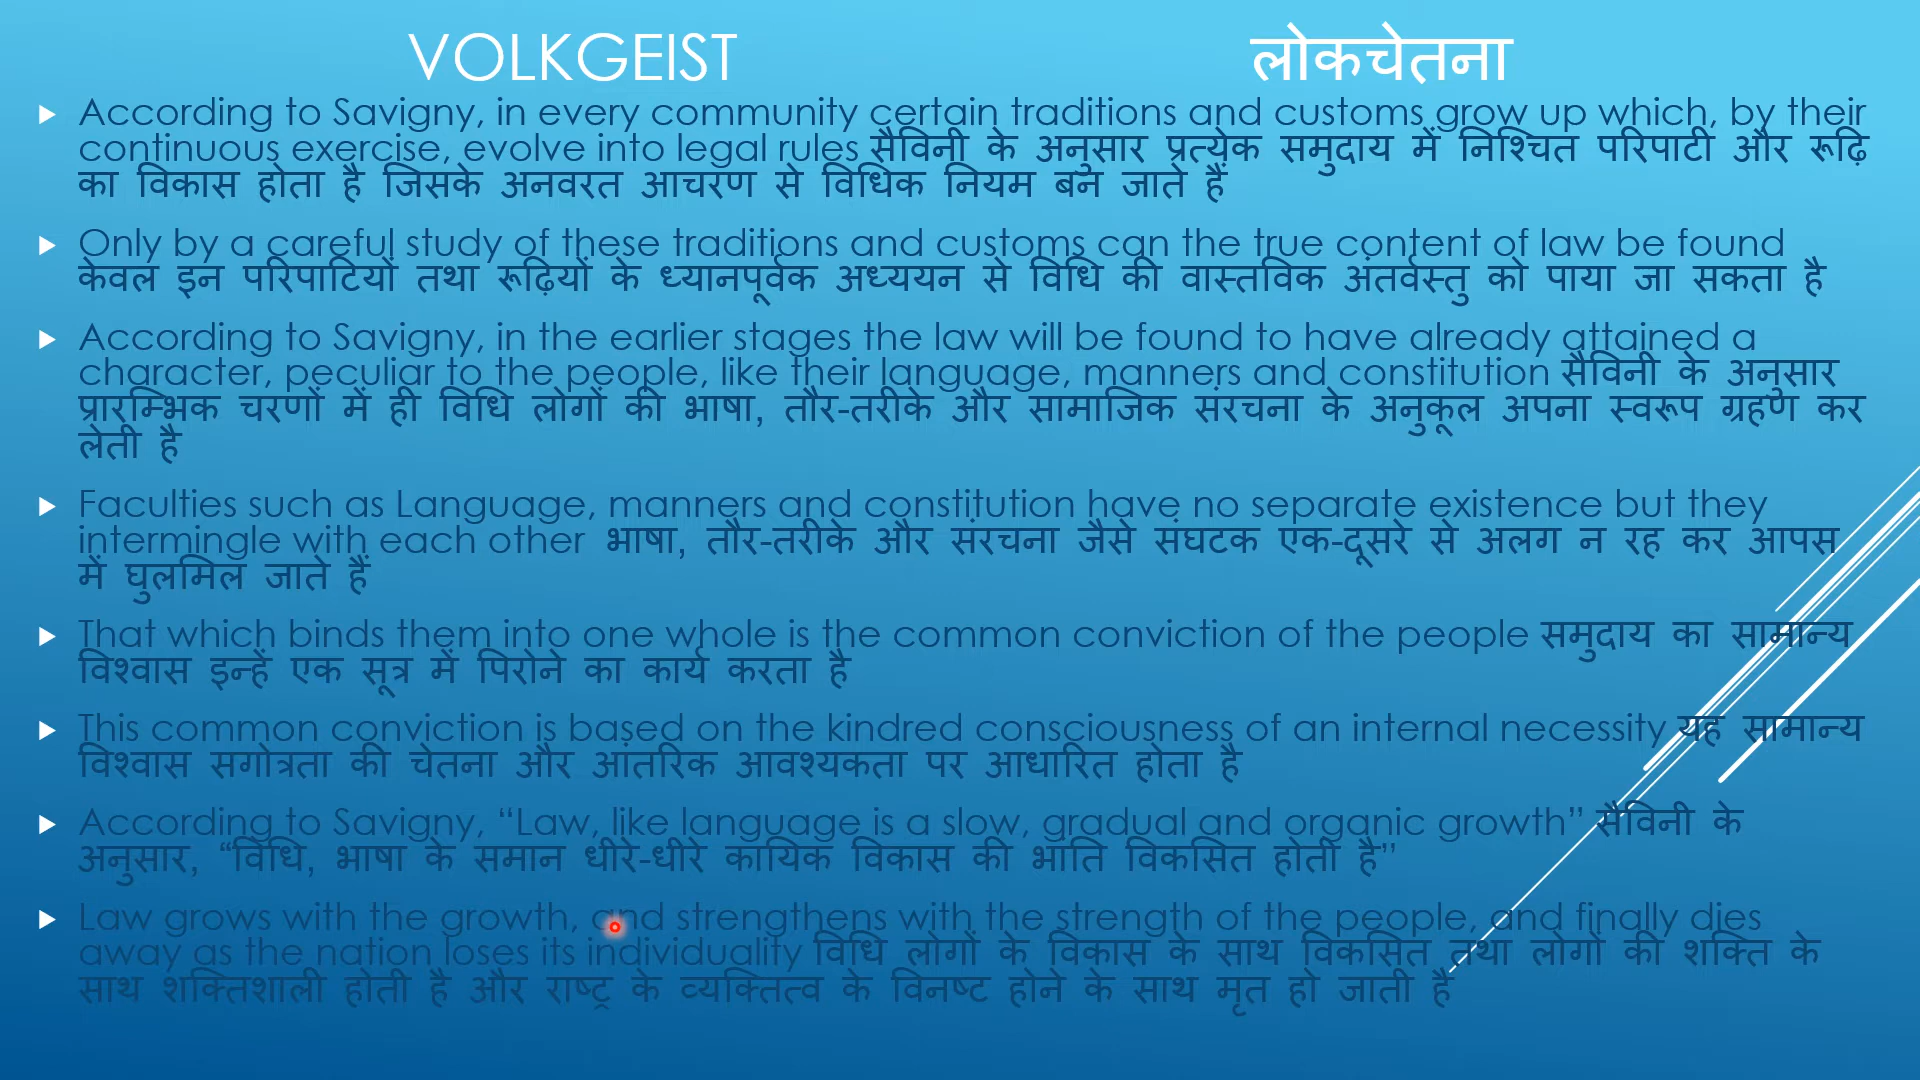 VOLKGEIST लोकचेतना
According to Savigny, in every community certain traditions and customs grow up which, by their
continuous exercise, evolve into legal rules सैविनी के अनुसार प्रत्येक समुदाय में निश्चित परिपाटी और रूढ़ि
का विकास होता है जिसके अनवरत आचरण से विधिक नियम बन जाते हैं
Only by a careful study of these traditions and customs can the true content of law be found
केवल इन परिपाटियों तथा रूढ़ियों के ध्यानपूर्वक अध्ययन से विधि की वास्तविक अंतर्वस्तु को पाया जा सकता है
According to Savigny, in the earlier stages the law will be found to have already attained a
character, peculiar to the people, like their language, manners and constitution सैविनी के अनुसार
प्रारम्भिक चरणों में ही विधि लोगों की भाषा, तौर-तरीके और सामाजिक संरचना के अनुकूल अपना स्वरूप ग्रहण कर
लेती है
Faculties such as Language, manners and constitution have no separate existence but they
intermingle with each other भाषा, तौर-तरीके और संरचना जैसे संघटक एक-दूसरे से अलग न रह कर आपस
में घुलमिल जाते हैं
That which binds them into one whole is the common conviction of the people समुदाय का सामान्य
विश्वास इन्हें एक सूत्र में पिरोने का कार्य करता है
This common conviction is based on the kindred consciousness of an internal necessity यह सामान्य
विश्वास सगोत्रता की चेतना और आंतरिक आवश्यकता पर आधारित होता है
According to Savigny, “Law, like language is a slow, gradual and organic growth” सैविनी के
अनुसार, “विधि, भाषा के समान धीरे-धीरे कायिक विकास की भांति विकसित होती है”
Law grows with the growth, and strengthens with the strength of the people, and finally dies
away as the nation loses its individuality विधि लोगों के विकास के साथ विकसित तथा लोगों की शक्ति के
साथ शक्तिशाली होती है और राष्ट्र के व्यक्तित्व के विनष्ट होने के साथ मृत हो जाती है